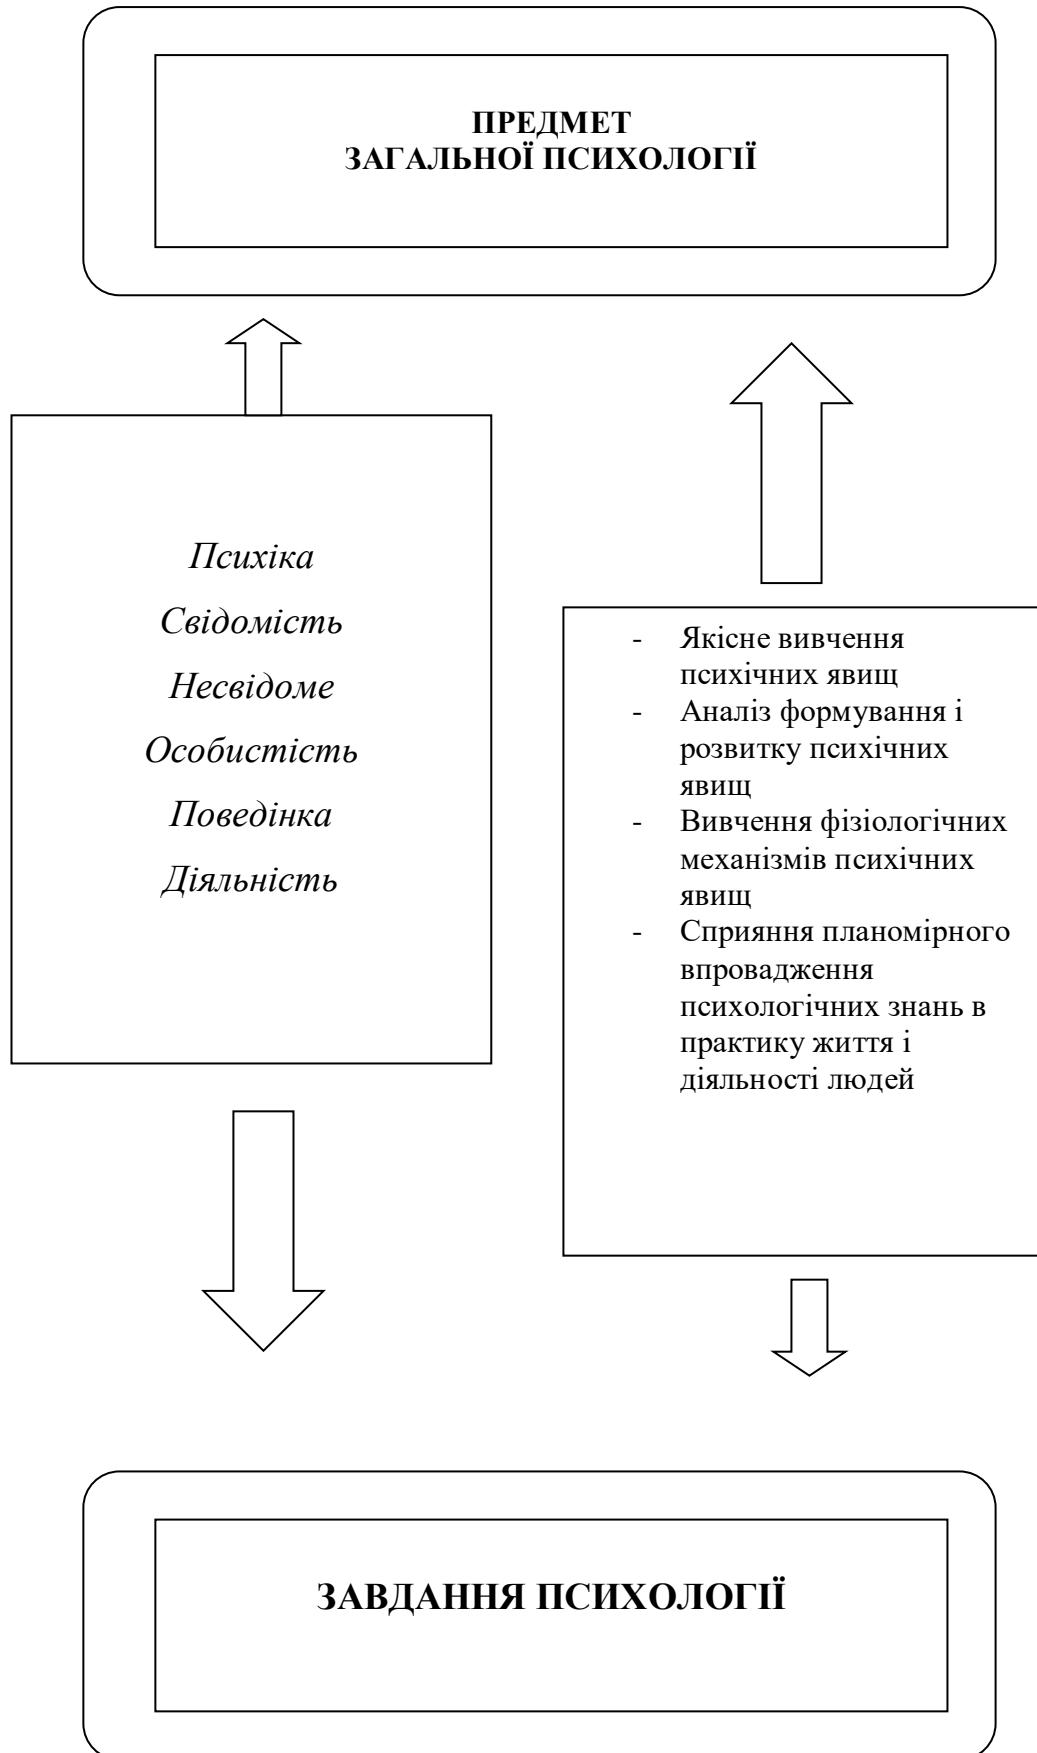 ПРЕДМЕТ
ЗАГАЛЬНОЇ ПСИХОЛОГІЇ
Психіка
Свідомість
Несвідоме
Особистість
Поведінка
Діяльність
- Якісне вивчення
психічних явищ
- Аналіз формування і
розвитку психічних
явищ
- Вивчення фізіологічних
механізмів психічних
явищ
- Сприяння планомірного
впровадження
психологічних знань в
практику життя і
діяльності людей
ЗАВДАННЯ ПСИХОЛОГІЇ